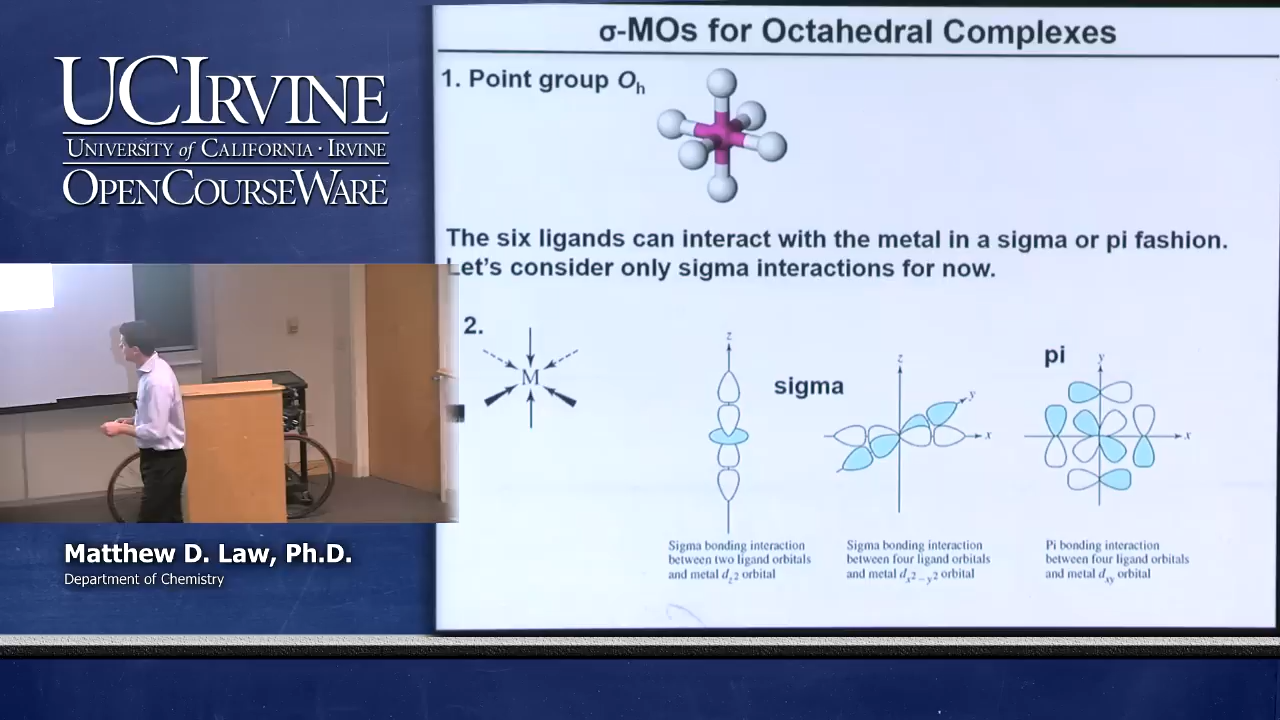 UCIRVINE
UNIVERSITY of CALIFORNIA · IRVINE
OPENCOURSEWARE
Matthew D. Law, Ph.D.
Department of Chemistry
σ-MOs for Octahedral Complexes
1. Point group Oh
The six ligands can interact with the metal in a sigma or pi fashion.
Let's consider only sigma interactions for now.
2.
M
z
sigma
z
y
x
pi
y
x
Sigma bonding interaction
between two ligand orbitals
and metal dz2 orbital
Sigma bonding interaction
between four ligand orbitals
and metal dx2 – y2 orbital
Pi bonding interaction
between four ligand orbitals
and metal dxy orbital